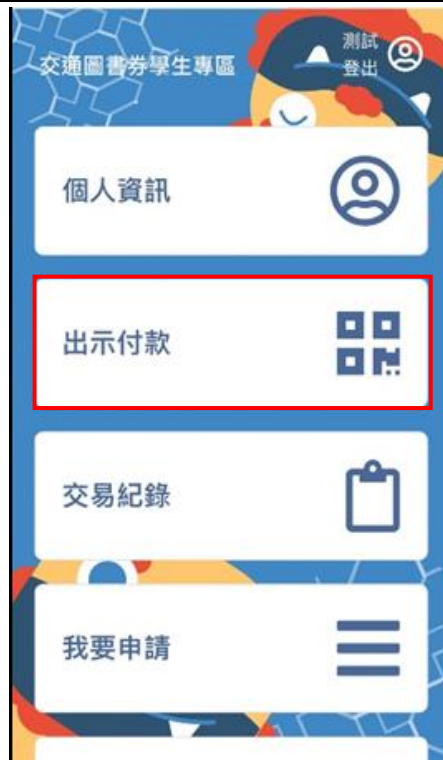 交通圖書券學生專區
測試
登出
個人資訊
出示付款
交易紀錄
我要申請